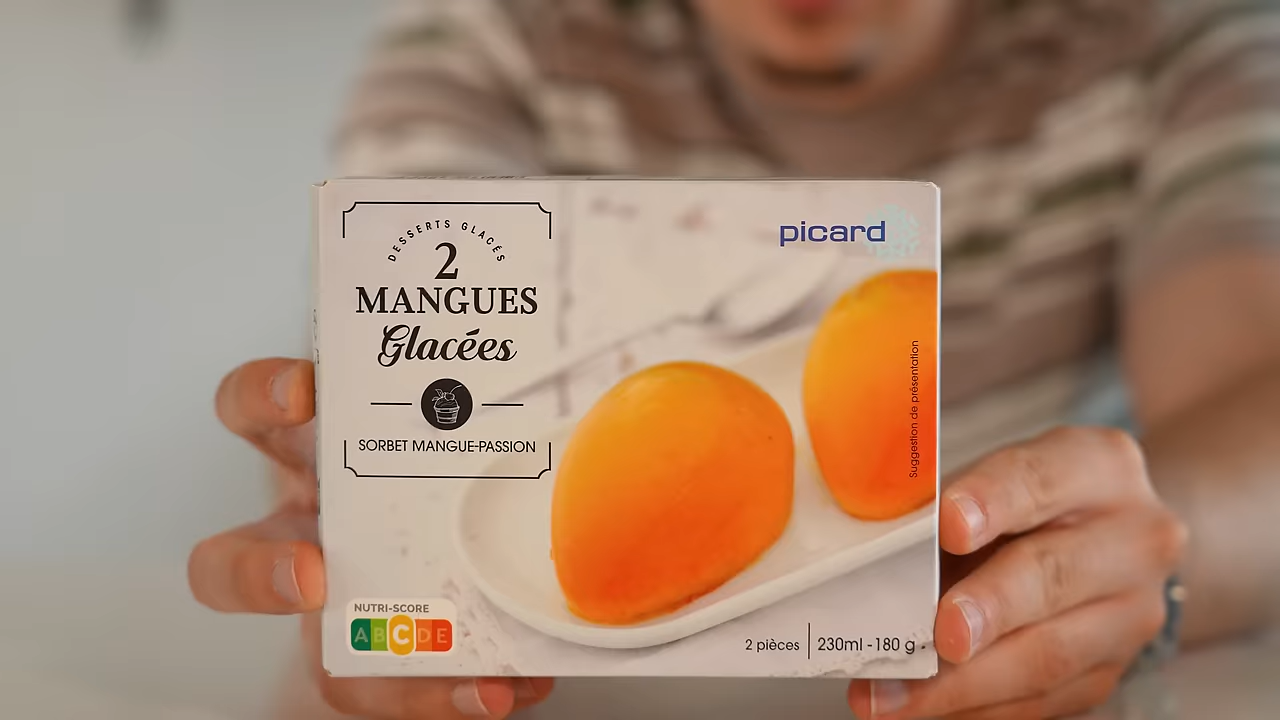 DESSERTS GLACÉS
2
MANGUES
Glacées
SORBET MANGUE-PASSION
picard
Suggestion de présentation
NUTRI-SCORE
A B C D E
2 pièces | 230ml - 180 g